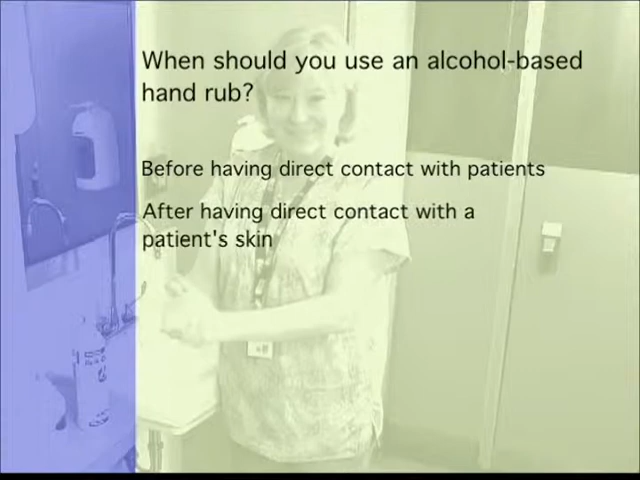 When should you use an alcohol-based
hand rub?
Before having direct contact with patients
After having direct contact with a
patient's skin